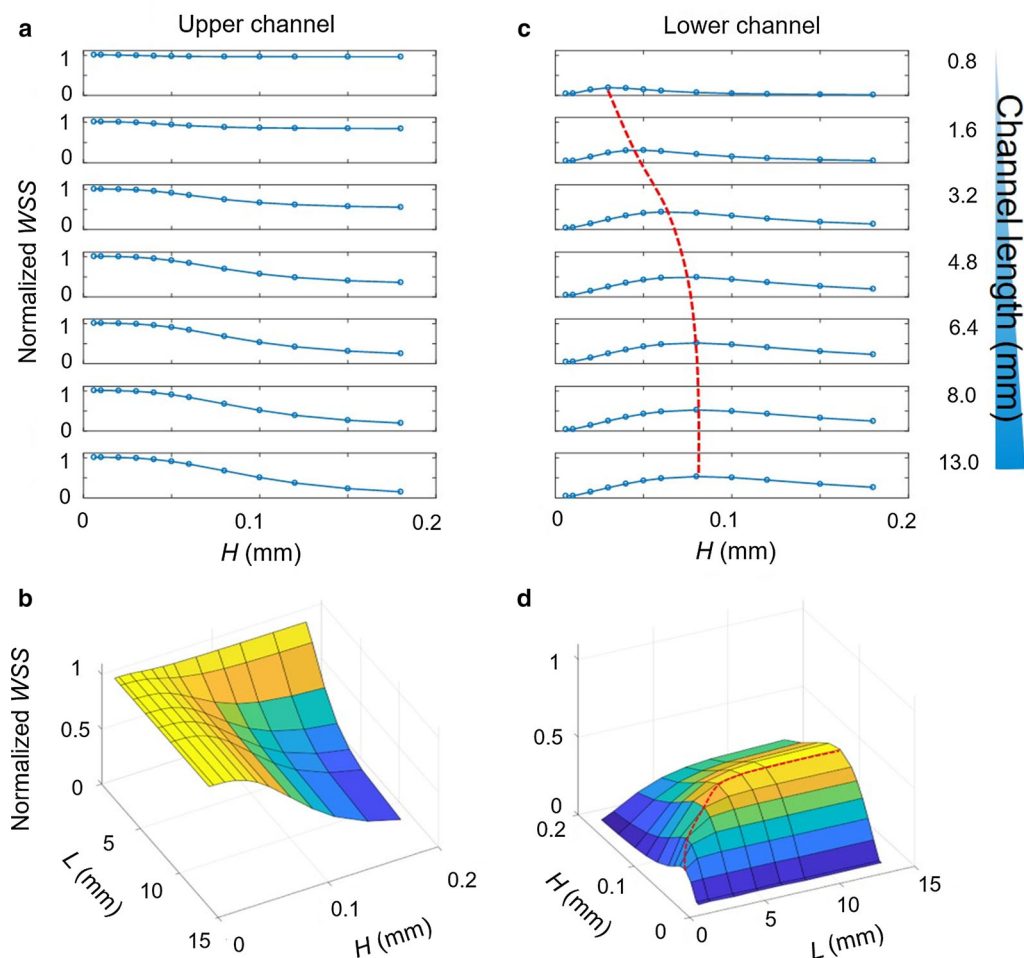 a Upper channel
1
0
1
0
1
0
1
0
1
0
1
0
1
0
Normalized WSS
0 0.1 0.2
H (mm)
c Lower channel
0.8
1.6
3.2
4.8
6.4
8.0
13.0
Channel length (mm)
0 0.1 0.2
H (mm)
b
Normalized WSS
1
0.5
0
5
10
15
L (mm)
0
0.1
0.2
H (mm)
d
1
0.5
0
0.2
0.1
0
H (mm)
0
5
10
15
L (mm)